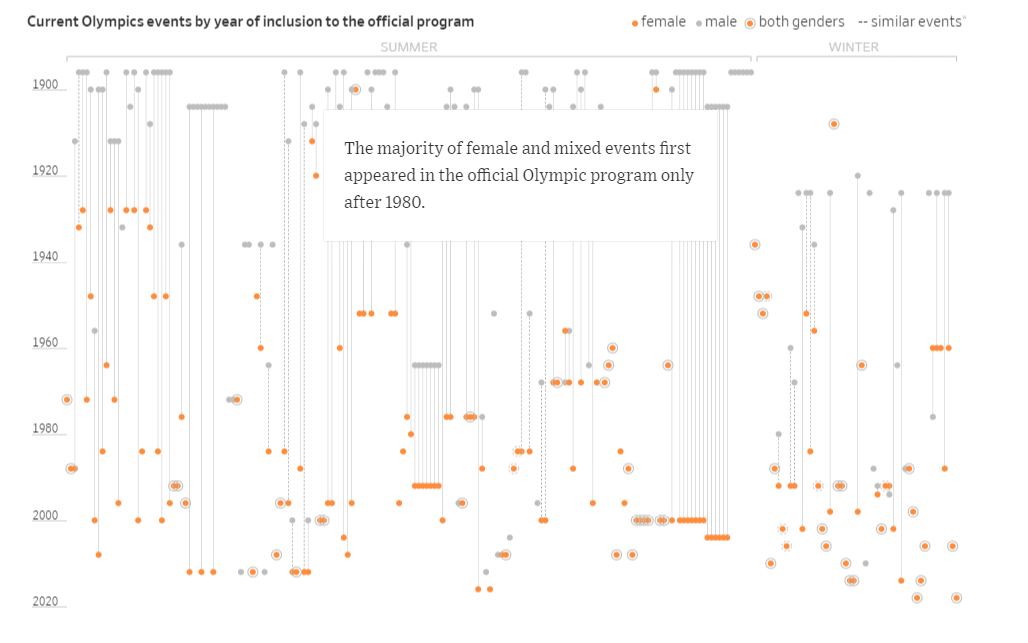 Current Olympics events by year of inclusion to the official program
female male both genders -- similar events*
SUMMER WINTER
1900
The majority of female and mixed events first
appeared in the official Olympic program only
after 1980.
1920
1940
1960
1980
2000
2020